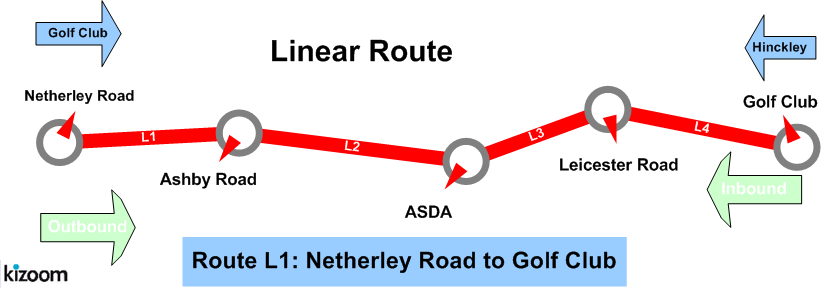 Golf Club
Linear Route
Hinckley
Netherley Road
Golf Club
L1
L2
L3
L4
Ashby Road
Leicester Road
ASDA
Inbound
Outbound
Route L1: Netherley Road to Golf Club
kizoom